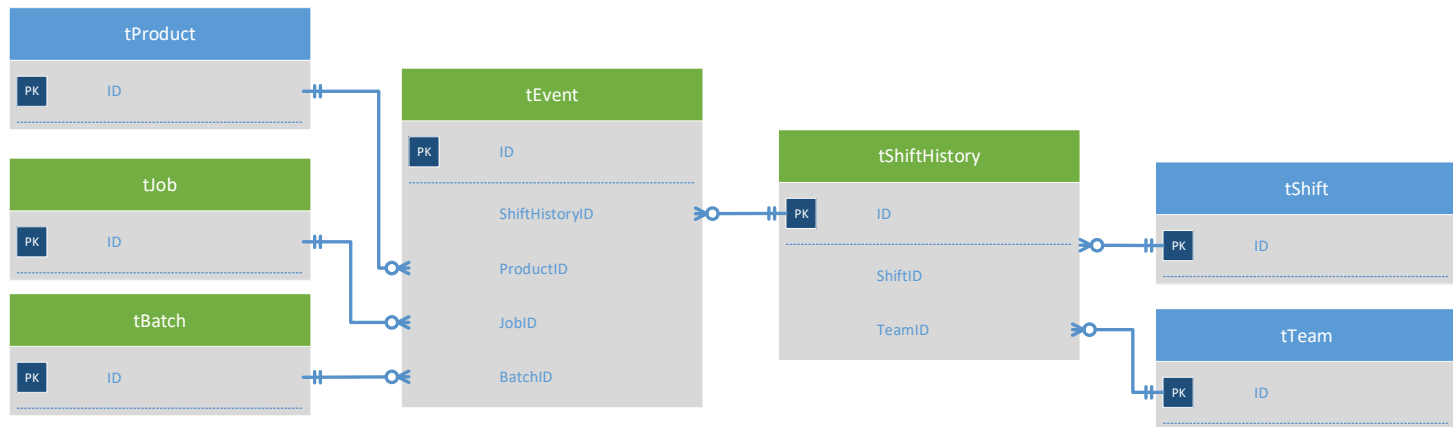 tProduct
PK ID
tJob
PK ID
tBatch
PK ID
tEvent
PK ID
ShiftHistoryID
ProductID
JobID
BatchID
tShiftHistory
PK ID
ShiftID
TeamID
tShift
PK ID
tTeam
PK ID